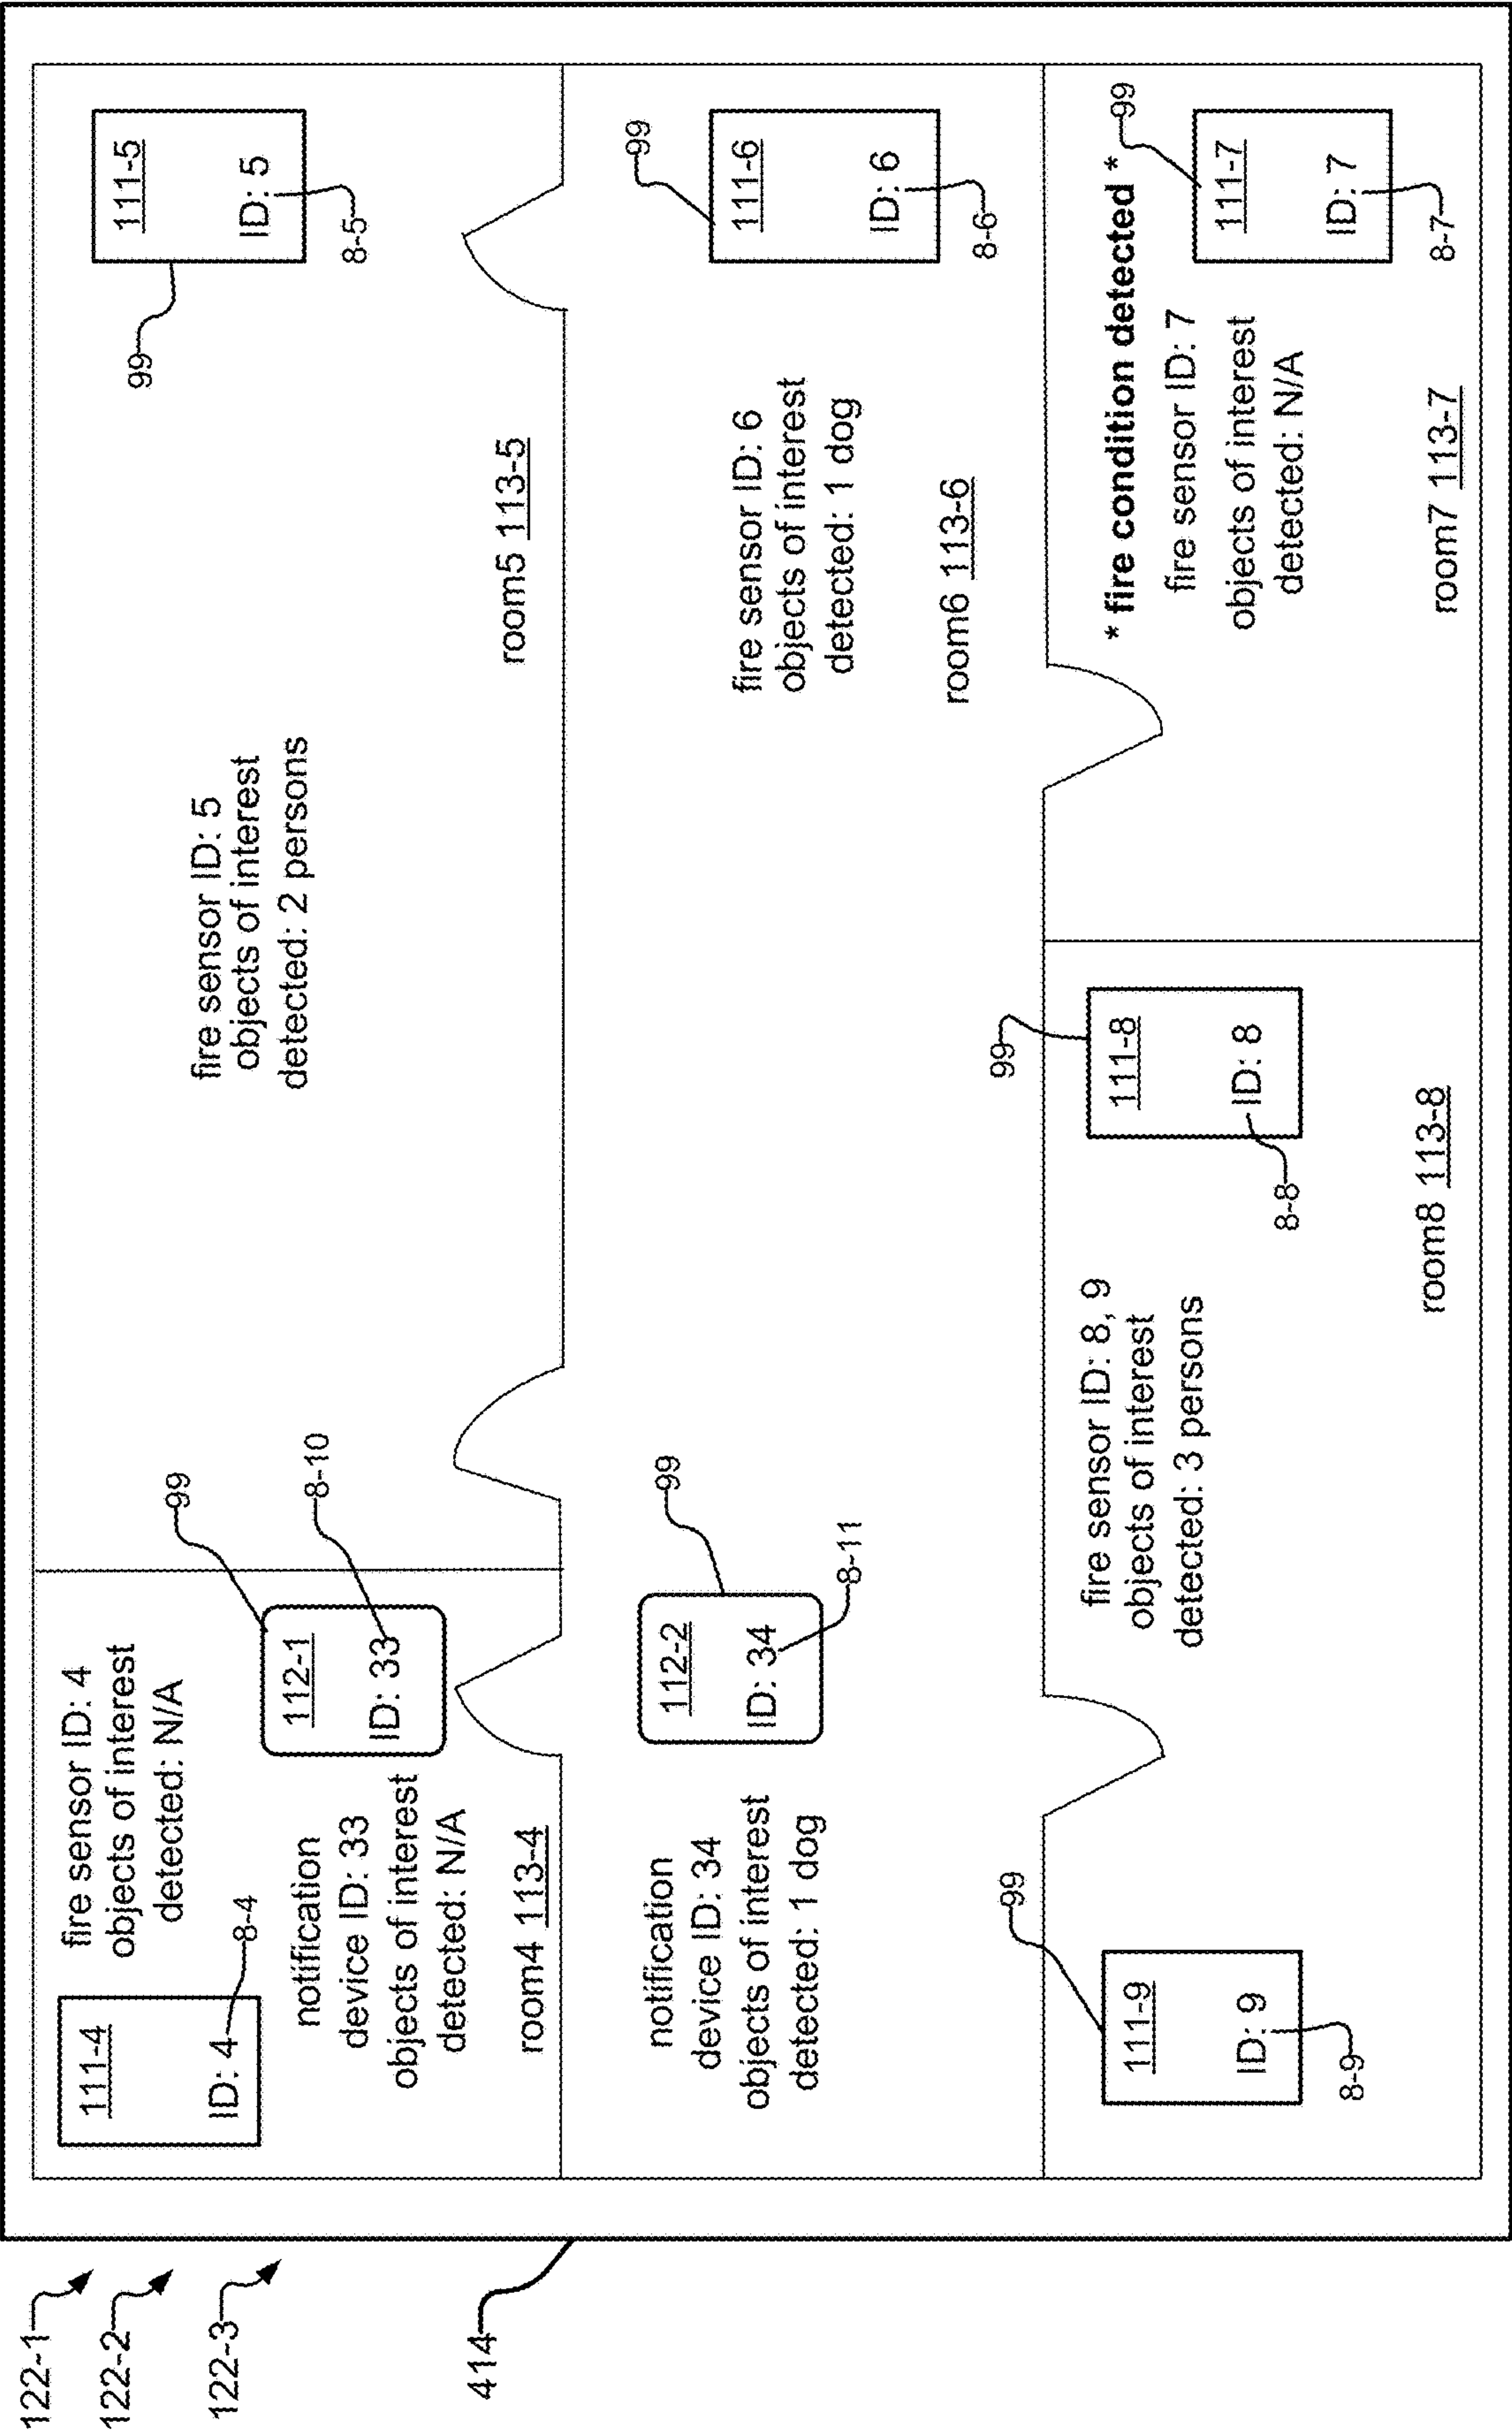 122-1
122-2
122-3
414
111-4
ID: 4
8-4
fire sensor ID: 4
objects of interest
detected: N/A
notification
device ID: 33
objects of interest
detected: N/A
room4 113-4
112-1
ID: 33
99
8-10
fire sensor ID: 5
objects of interest
detected: 2 persons
room5 113-5
99
111-5
ID: 5
8-5
notification
device ID: 34
objects of interest
detected: 1 dog
112-2
ID: 34
99
8-11
fire sensor ID: 6
objects of interest
detected: 1 dog
room6 113-6
99
111-6
ID: 6
8-6
99
111-9
ID: 9
8-9
fire sensor ID: 8, 9
objects of interest
detected: 3 persons
99
111-8
ID: 8
8-8
room8 113-8
* fire condition detected *
fire sensor ID: 7
objects of interest
detected: N/A
room7 113-7
99
111-7
ID: 7
8-7